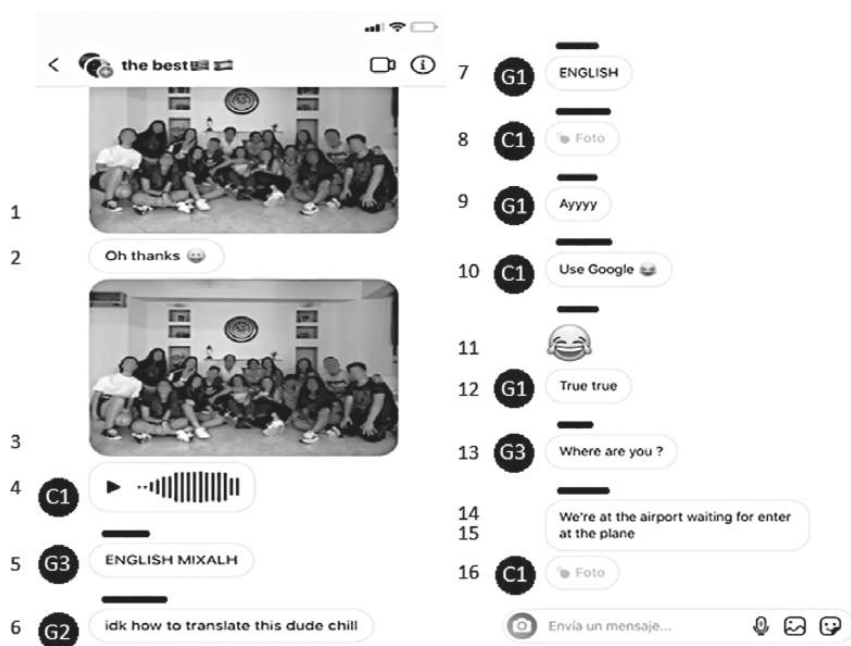 the best
1
2
Oh thanks 😀
3
4
C1
5
G3
ENGLISH MIXALH
6
G2
idk how to translate this dude chill
7
G1
ENGLISH
8
C1
Foto
9
G1
Ayyyy
10
C1
Use Google 😂
11
😂
12
G1
True true
13
G3
Where are you ?
14
We're at the airport waiting for enter
15
at the plane
16
C1
Foto
Envía un mensaje...